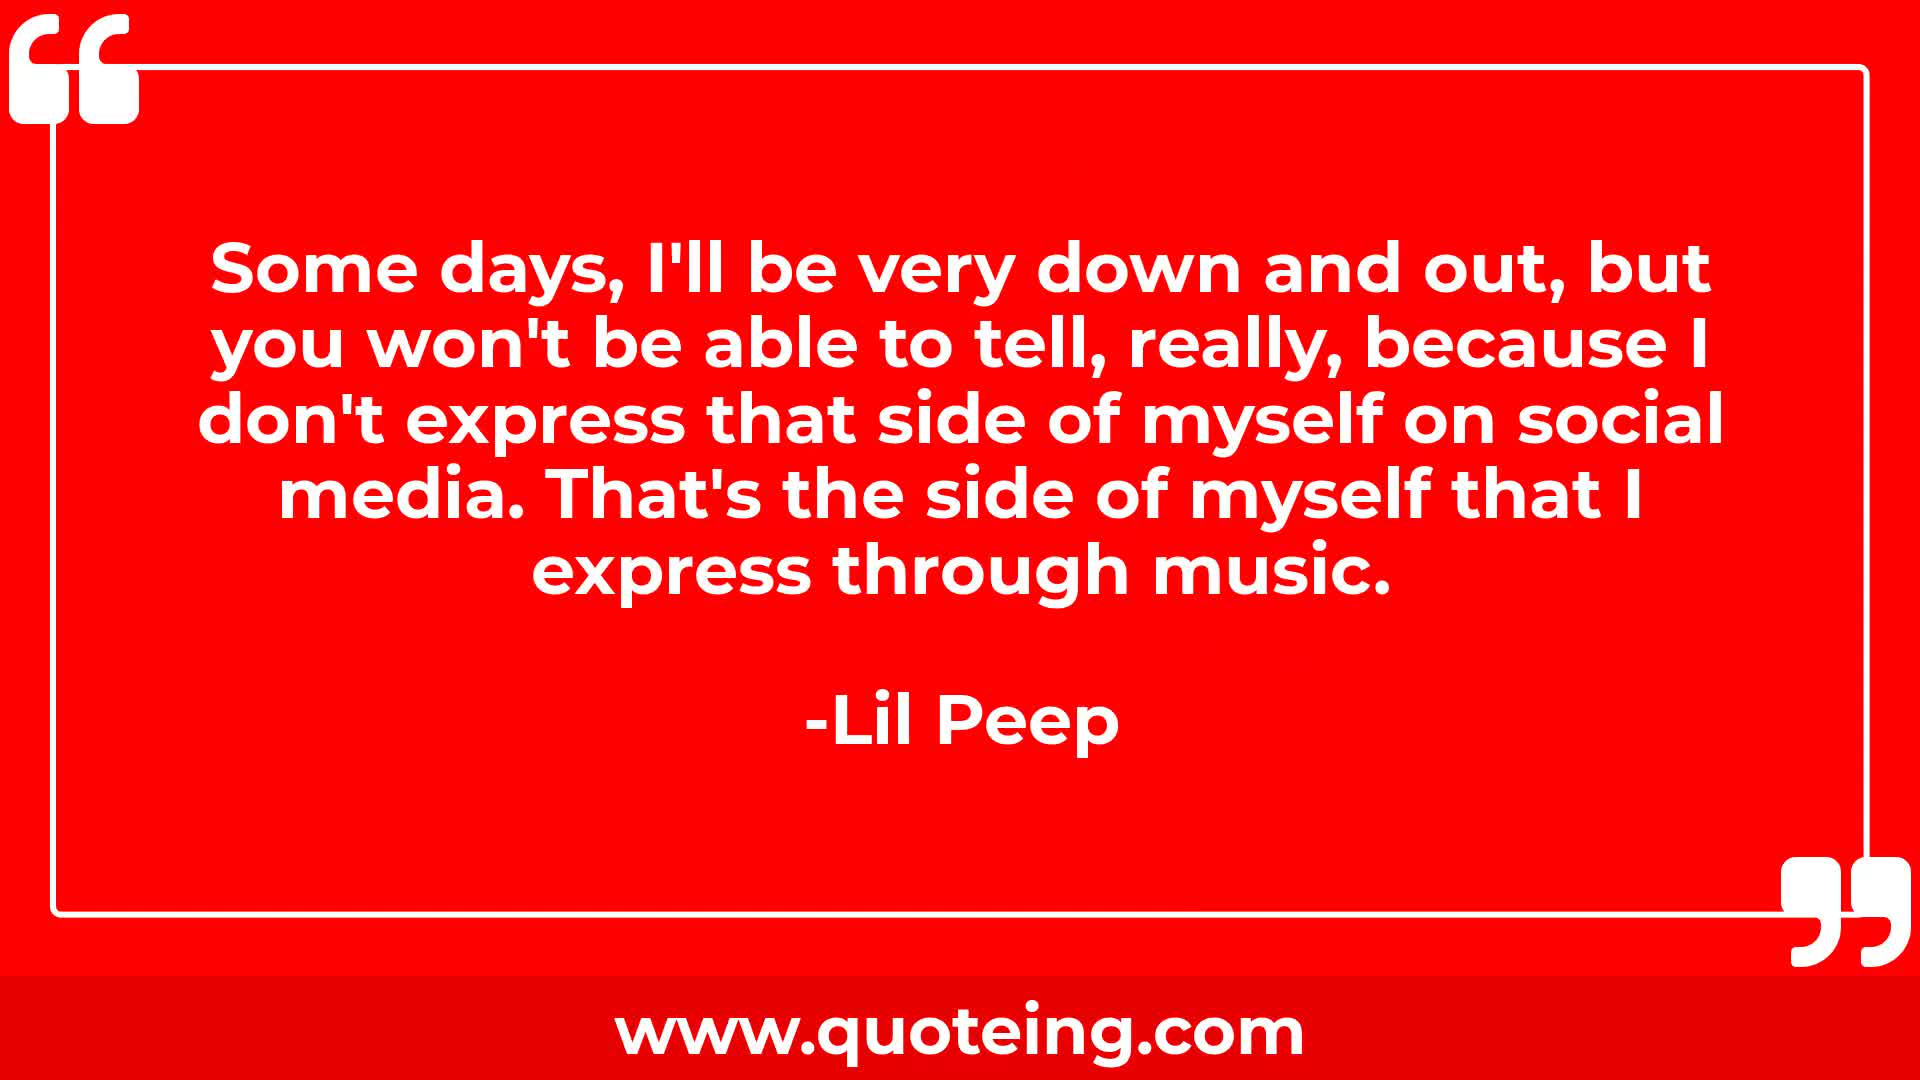 Some days, I'll be very down and out, but
you won't be able to tell, really, because I
don't express that side of myself on social
media. That's the side of myself that I
express through music.
-Lil Peep
www.quoteing.com